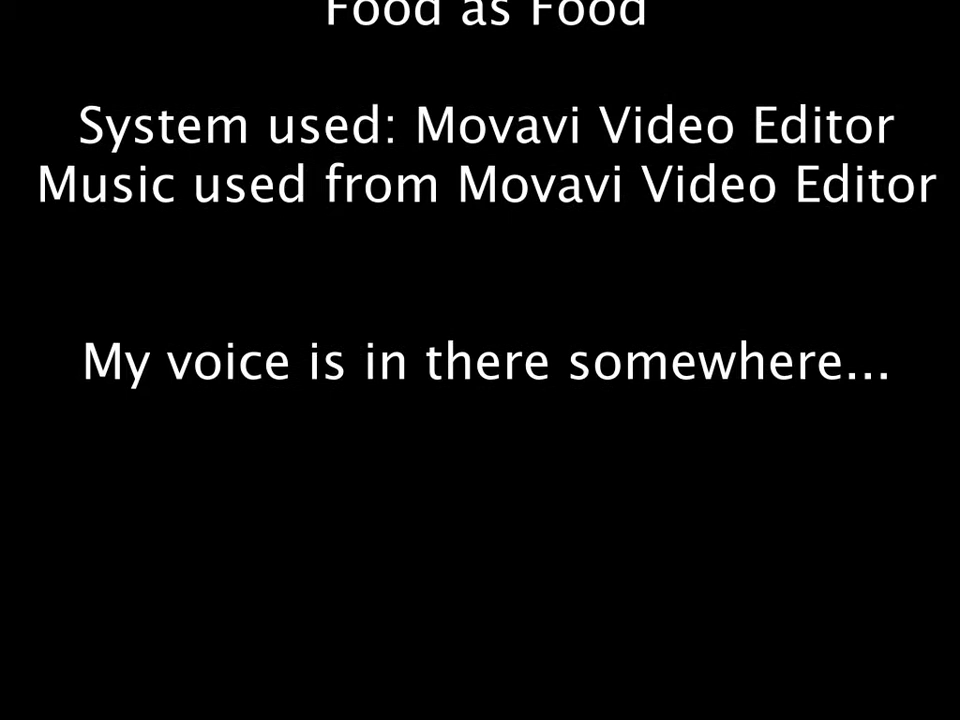 Food as Food
System used: Movavi Video Editor
Music used from Movavi Video Editor
My voice is in there somewhere...